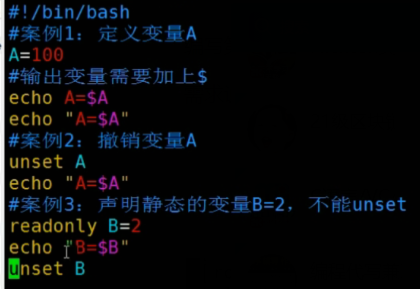 #!/bin/bash
#案例1：定义变量A
A=100
#输出变量需要加上$
echo A=$A
echo "A=$A"
#案例2：撤销变量A
unset A
echo "A=$A"
#案例3：声明静态的变量B=2，不能unset
readonly B=2
echo "B=$B"
unset B